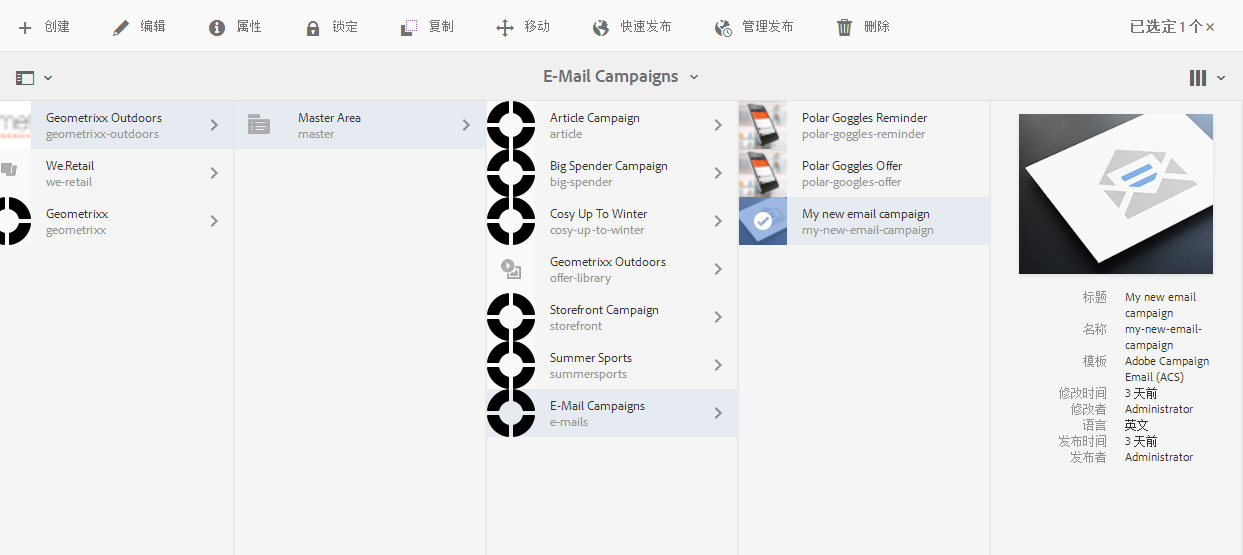 创建 编辑 属性 锁定 复制 移动 快速发布 管理发布 删除 已选定 1 个×
E-Mail Campaigns
Geometrixx Outdoors
geometrixx-outdoors
We.Retail
we-retail
Geometrixx
geometrixx
Master Area
master
Article Campaign
article
Big Spender Campaign
big-spender
Cosy Up To Winter
cosy-up-to-winter
Geometrixx Outdoors
offer-library
Storefront Campaign
storefront
Summer Sports
summersports
E-Mail Campaigns
e-mails
Polar Goggles Reminder
polar-goggles-reminder
Polar Goggles Offer
polar-googles-offer
My new email campaign
my-new-email-campaign
标题 My new email
campaign
名称 my-new-email-
campaign
模板 Adobe Campaign
Email (ACS)
修改时间 3 天前
修改者 Administrator
语言 英文
发布时间 3 天前
发布者 Administrator